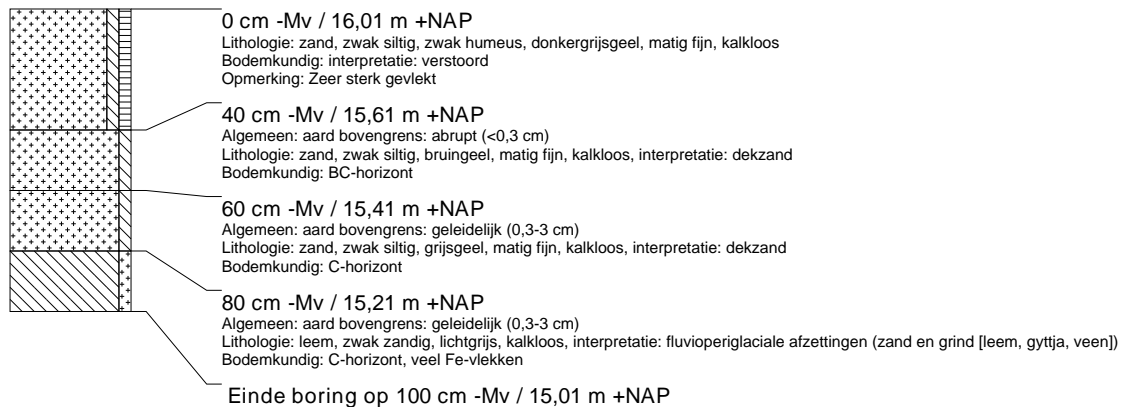 0 cm -Mv / 16,01 m +NAP
Lithologie: zand, zwak siltig, zwak humeus, donkergrijsgeel, matig fijn, kalkloos
Bodemkundig: interpretatie: verstoord
Opmerking: Zeer sterk gevlekt
40 cm -Mv / 15,61 m +NAP
Algemeen: aard bovengrens: abrupt (<0,3 cm)
Lithologie: zand, zwak siltig, bruingeel, matig fijn, kalkloos, interpretatie: dekzand
Bodemkundig: BC-horizont
60 cm -Mv / 15,41 m +NAP
Algemeen: aard bovengrens: geleidelijk (0,3-3 cm)
Lithologie: zand, zwak siltig, grijsgeel, matig fijn, kalkloos, interpretatie: dekzand
Bodemkundig: C-horizont
80 cm -Mv / 15,21 m +NAP
Algemeen: aard bovengrens: geleidelijk (0,3-3 cm)
Lithologie: leem, zwak zandig, lichtgrijs, kalkloos, interpretatie: fluvioperiglaciale afzettingen (zand en grind [leem, gyttja, veen])
Bodemkundig: C-horizont, veel Fe-vlekken
Einde boring op 100 cm -Mv / 15,01 m +NAP